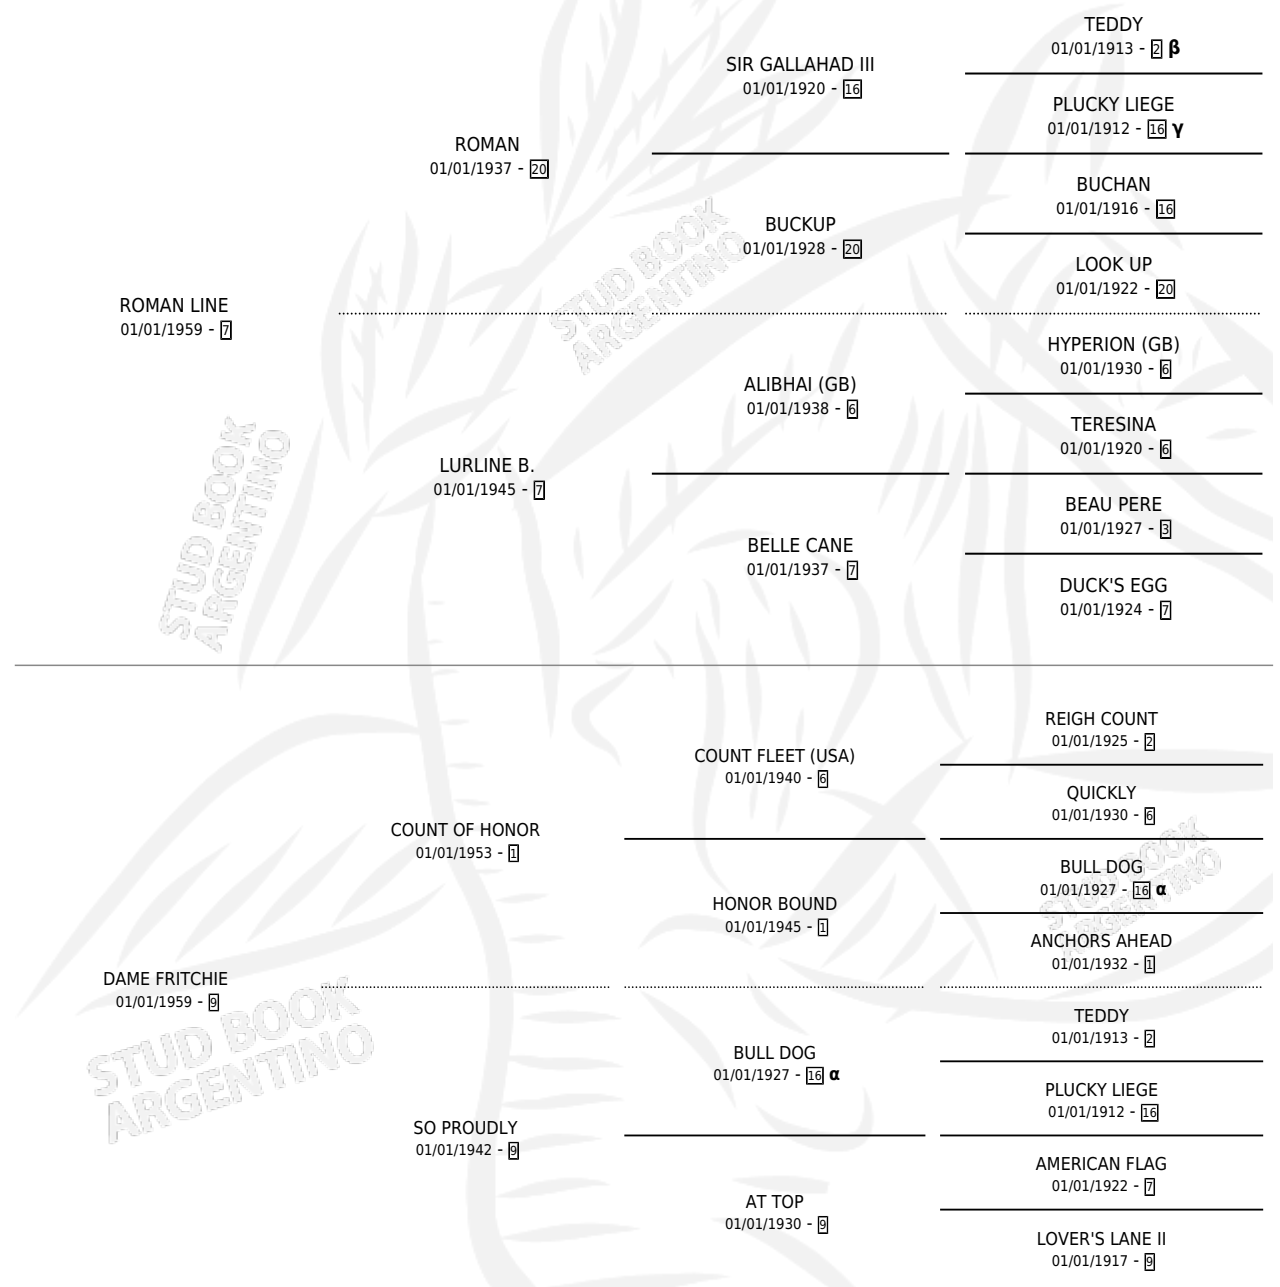 TEDDY
01/01/1913 - 2 β
SIR GALLAHAD III
01/01/1920 - 16
PLUCKY LIEGE
01/01/1912 - 16 γ
ROMAN
01/01/1937 - 20
BUCHAN
01/01/1916 - 16
BUCKUP
01/01/1928 - 20
LOOK UP
01/01/1922 - 20
ROMAN LINE
01/01/1959 - 7
HYPERION (GB)
01/01/1930 - 6
ALIBHAI (GB)
01/01/1938 - 6
TERESINA
01/01/1920 - 6
LURLINE B.
01/01/1945 - 7
BEAU PERE
01/01/1927 - 3
BELLE CANE
01/01/1937 - 7
DUCK'S EGG
01/01/1924 - 7
REIGH COUNT
01/01/1925 - 2
COUNT FLEET (USA)
01/01/1940 - 6
QUICKLY
01/01/1930 - 6
COUNT OF HONOR
01/01/1953 - 1
BULL DOG
01/01/1927 - 16 α
HONOR BOUND
01/01/1945 - 1
ANCHORS AHEAD
01/01/1932 - 1
DAME FRITCHIE
01/01/1959 - 9
TEDDY
01/01/1913 - 2
BULL DOG
01/01/1927 - 16 α
PLUCKY LIEGE
01/01/1912 - 16
SO PROUDLY
01/01/1942 - 9
AMERICAN FLAG
01/01/1922 - 7
AT TOP
01/01/1930 - 9
LOVER'S LANE II
01/01/1917 - 9
STUD BOOK
ARGENTINO
STUD BOOK
ARGENTINO
STUD BOOK
ARGENTINO
STUD BOOK
ARGENTINO